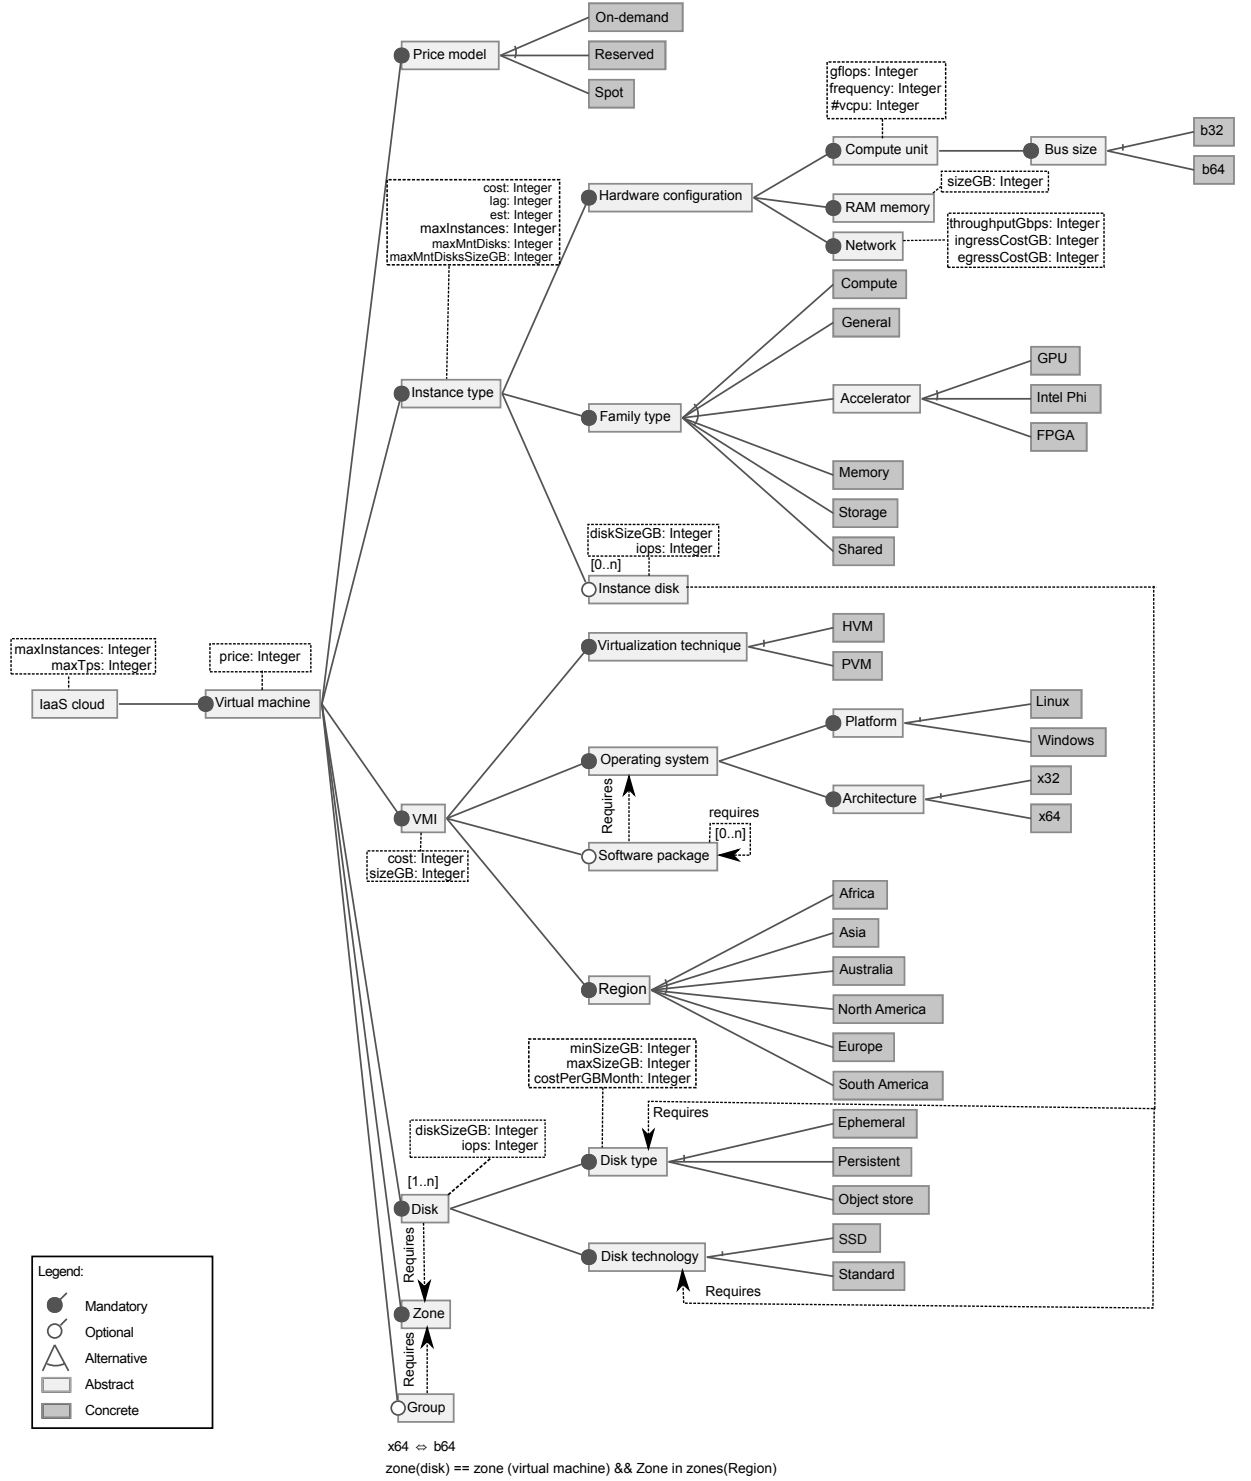 On-demand
Price model
Reserved
Spot
gflops: Integer
frequency: Integer
#vcpu: Integer
b32
Compute unit
Bus size
b64
cost: Integer
lag: Integer
est: Integer
maxInstances: Integer
maxMntDisks: Integer
maxMntDisksSizeGB: Integer
Hardware configuration
sizeGB: Integer
RAM memory
throughputGbps: Integer
ingressCostGB: Integer
egressCostGB: Integer
Network
Compute
General
GPU
Instance type
Accelerator
Intel Phi
Family type
FPGA
Memory
Storage
diskSizeGB: Integer
iops: Integer
Shared
[0..n]
Instance disk
HVM
maxInstances: Integer
maxTps: Integer
price: Integer
Virtualization technique
PVM
IaaS cloud
Virtual machine
Linux
Platform
Windows
Operating system
x32
Architecture
x64
Requires
requires
[0..n]
VMI
Software package
cost: Integer
sizeGB: Integer
Africa
Asia
Australia
Region
North America
Europe
minSizeGB: Integer
maxSizeGB: Integer
costPerGBMonth: Integer
South America
Requires
Ephemeral
diskSizeGB: Integer
iops: Integer
Disk type
Persistent
[1..n]
Disk
Object store
SSD
Requires
Disk technology
Standard
Requires
Zone
Requires
Group
Legend:
Mandatory
Optional
Alternative
Abstract
Concrete
x64 ⇔ b64
zone(disk) == zone (virtual machine) && Zone in zones(Region)